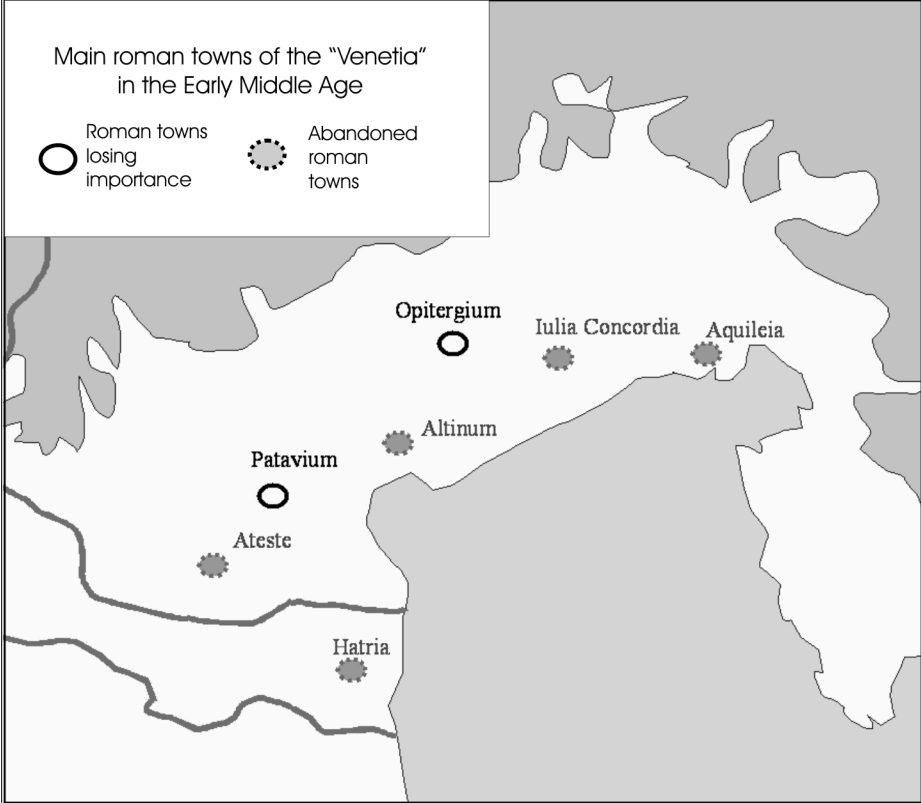 Main roman towns of the “Venetia”
in the Early Middle Age
Roman towns
losing
importance
Abandoned
roman
towns
Opitergium
Iulia Concordia
Aquileia
Altinum
Patavium
Ateste
Hatria